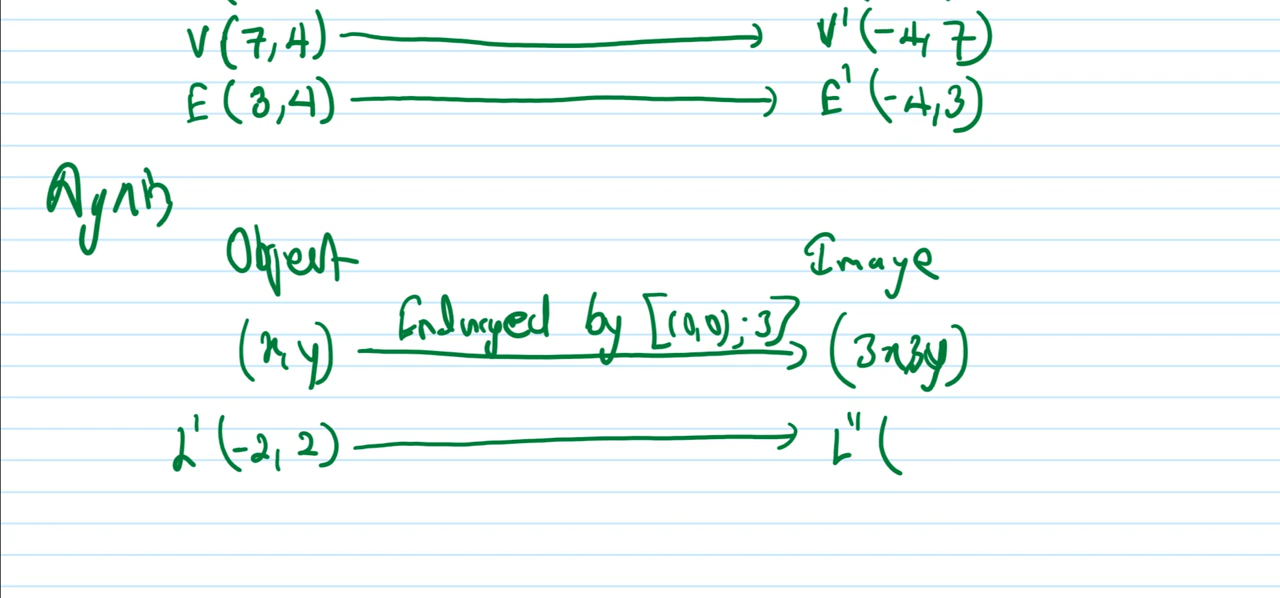 V(7,4) ⟶ V'(-4,7)
E(3,4) ⟶ E'(-4,3)
Again
Object Image
(x,y) Enlarged by [(0,0);3] ⟶ (3x,3y)
L'(-2,2) ⟶ L''(